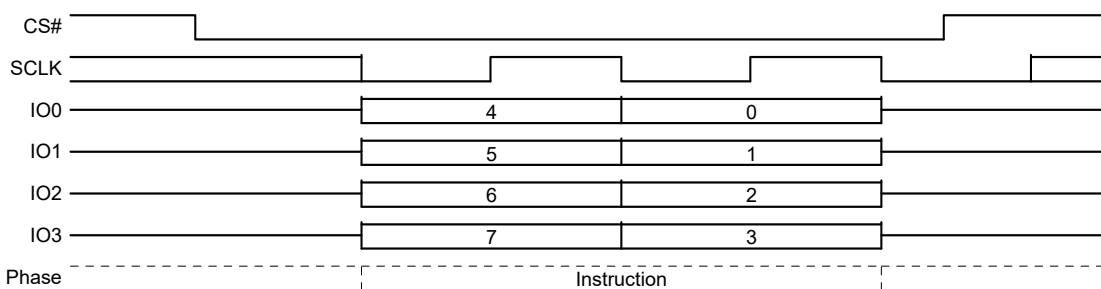 CS#
SCLK
IO0 4 0
IO1 5 1
IO2 6 2
IO3 7 3
Phase Instruction